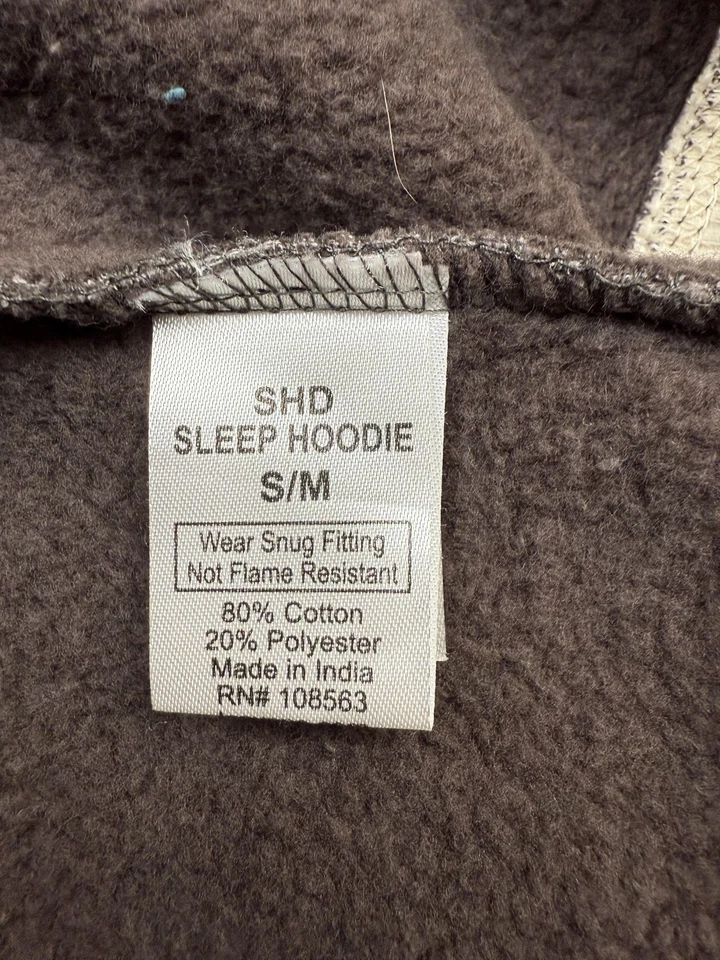 SHD
SLEEP HOODIE
S/M
Wear Snug Fitting
Not Flame Resistant
80% Cotton
20% Polyester
Made in India
RN# 108563